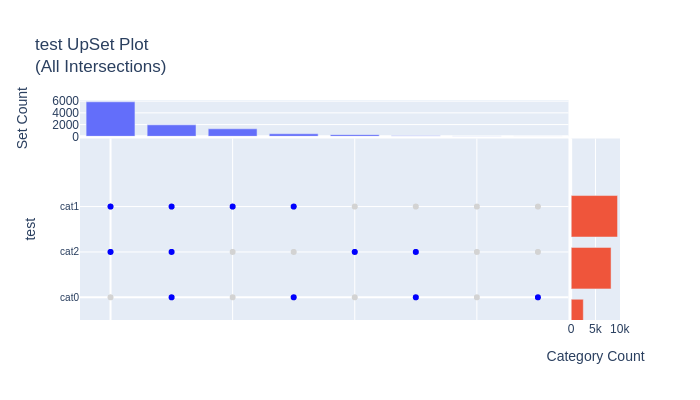 test UpSet Plot
(All Intersections)
Set Count
6000
4000
2000
0
test
cat1
cat2
cat0
0 5k 10k
Category Count